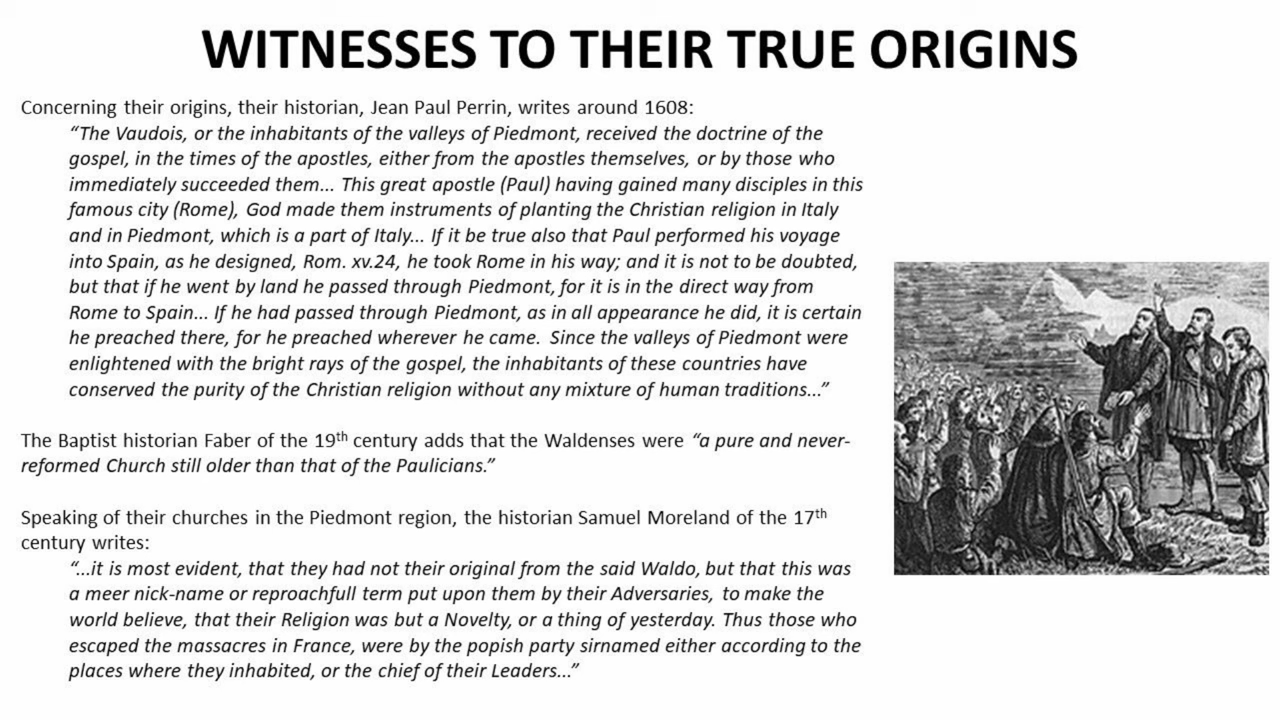 WITNESSES TO THEIR TRUE ORIGINS
Concerning their origins, their historian, Jean Paul Perrin, writes around 1608:
“The Vaudois, or the inhabitants of the valleys of Piedmont, received the doctrine of the
gospel, in the times of the apostles, either from the apostles themselves, or by those who
immediately succeeded them... This great apostle (Paul) having gained many disciples in this
famous city (Rome), God made them instruments of planting the Christian religion in Italy
and in Piedmont, which is a part of Italy... If it be true also that Paul performed his voyage
into Spain, as he designed, Rom. xv.24, he took Rome in his way; and it is not to be doubted,
but that if he went by land he passed through Piedmont, for it is in the direct way from
Rome to Spain... If he had passed through Piedmont, as in all appearance he did, it is certain
he preached there, for he preached wherever he came.  Since the valleys of Piedmont were
enlightened with the bright rays of the gospel, the inhabitants of these countries have
conserved the purity of the Christian religion without any mixture of human traditions...”
The Baptist historian Faber of the 19th century adds that the Waldenses were “a pure and never-
reformed Church still older than that of the Paulicians.”
Speaking of their churches in the Piedmont region, the historian Samuel Moreland of the 17th
century writes:
“...it is most evident, that they had not their original from the said Waldo, but that this was
a meer nick-name or reproachfull term put upon them by their Adversaries, to make the
world believe, that their Religion was but a Novelty, or a thing of yesterday. Thus those who
escaped the massacres in France, were by the popish party sirnamed either according to the
places where they inhabited, or the chief of their Leaders...”